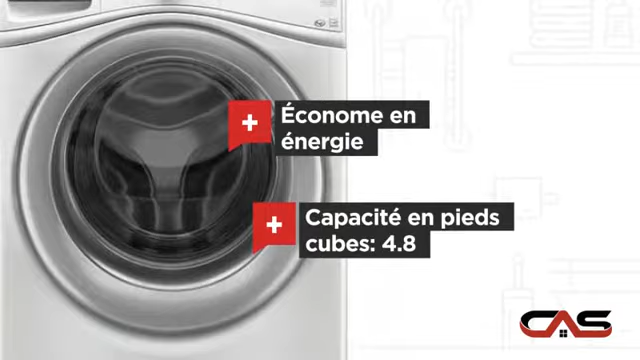 + Économe en
énergie
+ Capacité en pieds
cubes: 4.8
CAS